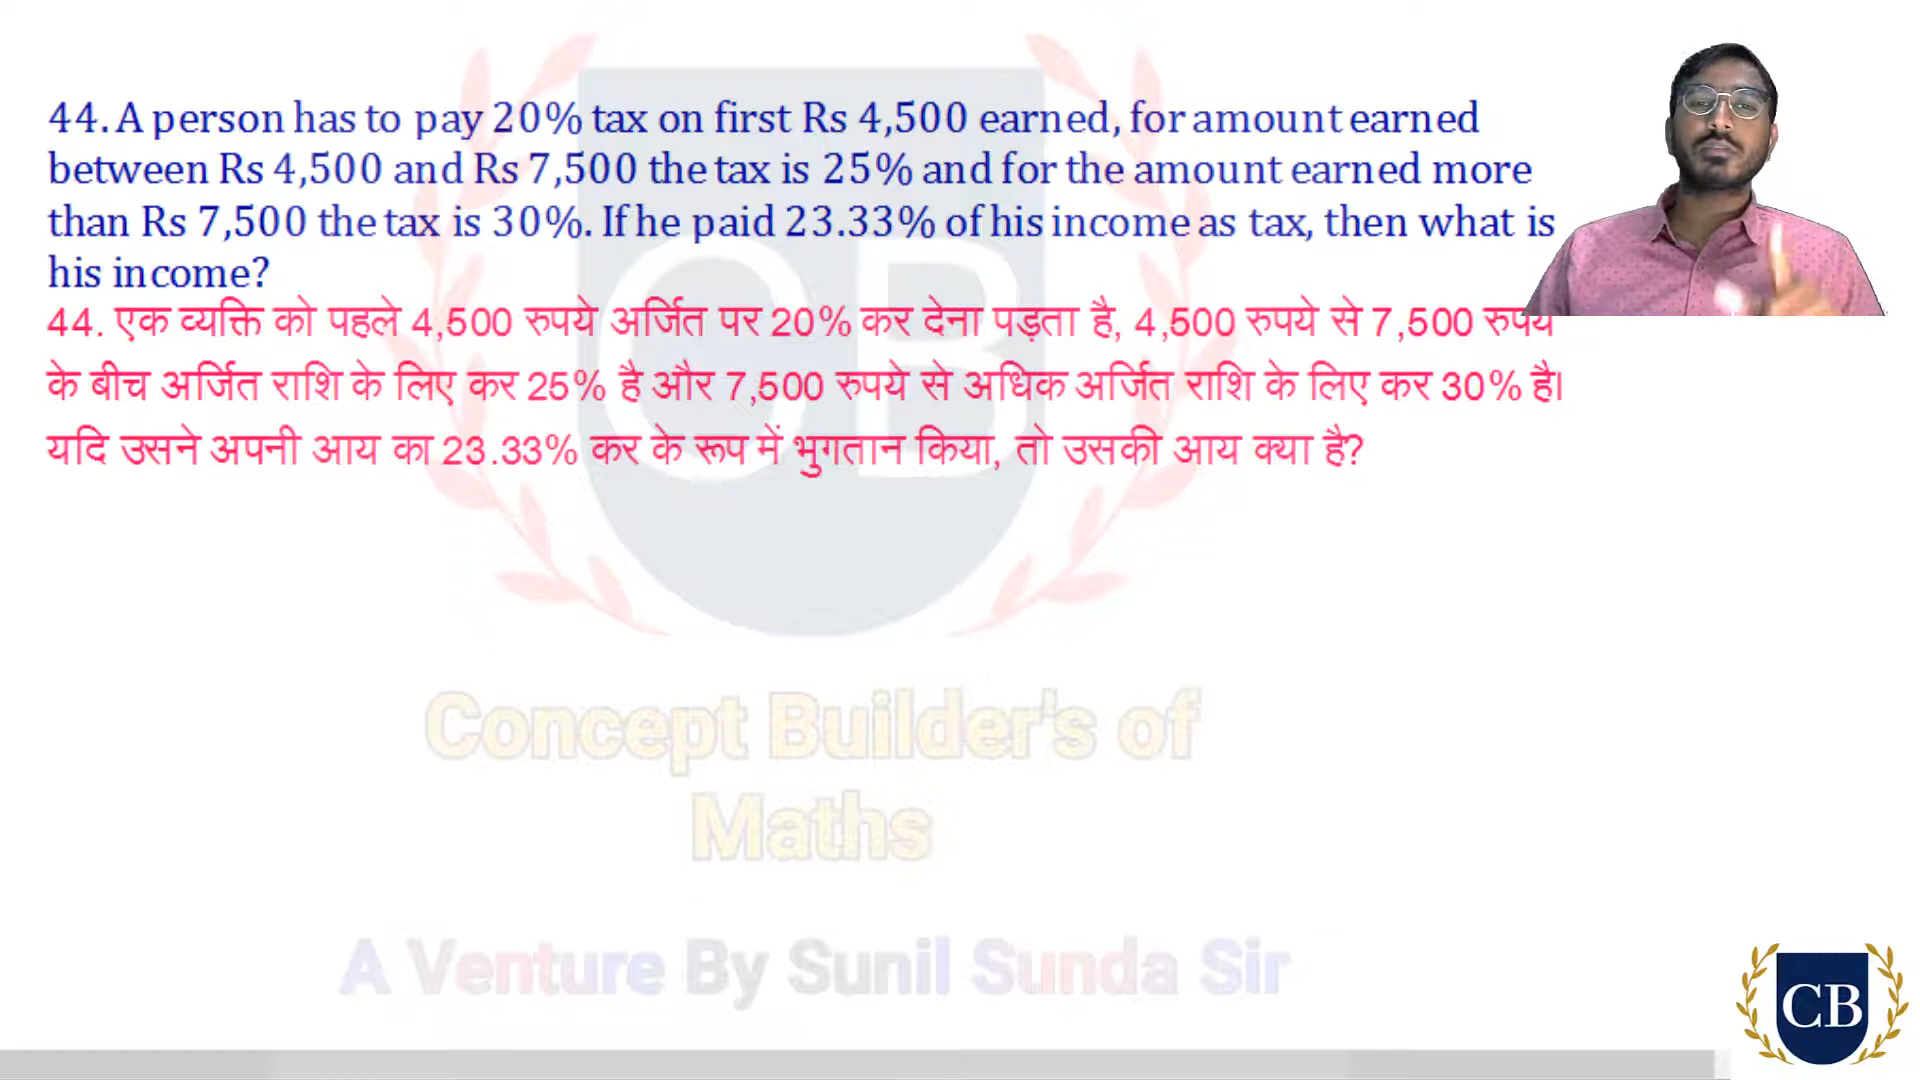 44. A person has to pay 20% tax on first Rs 4,500 earned, for amount earned
between Rs 4,500 and Rs 7,500 the tax is 25% and for the amount earned more
than Rs 7,500 the tax is 30%. If he paid 23.33% of his income as tax, then what is
his income?
44. एक व्यक्ति को पहले 4,500 रुपये अर्जित पर 20% कर देना पड़ता है, 4,500 रुपये से 7,500 रुपये
के बीच अर्जित राशि के लिए कर 25% है और 7,500 रुपये से अधिक अर्जित राशि के लिए कर 30% है।
यदि उसने अपनी आय का 23.33% कर के रूप में भुगतान किया, तो उसकी आय क्या है?
CB
Concept Builder's of
Maths
A Venture By Sunil Sunda Sir
CB